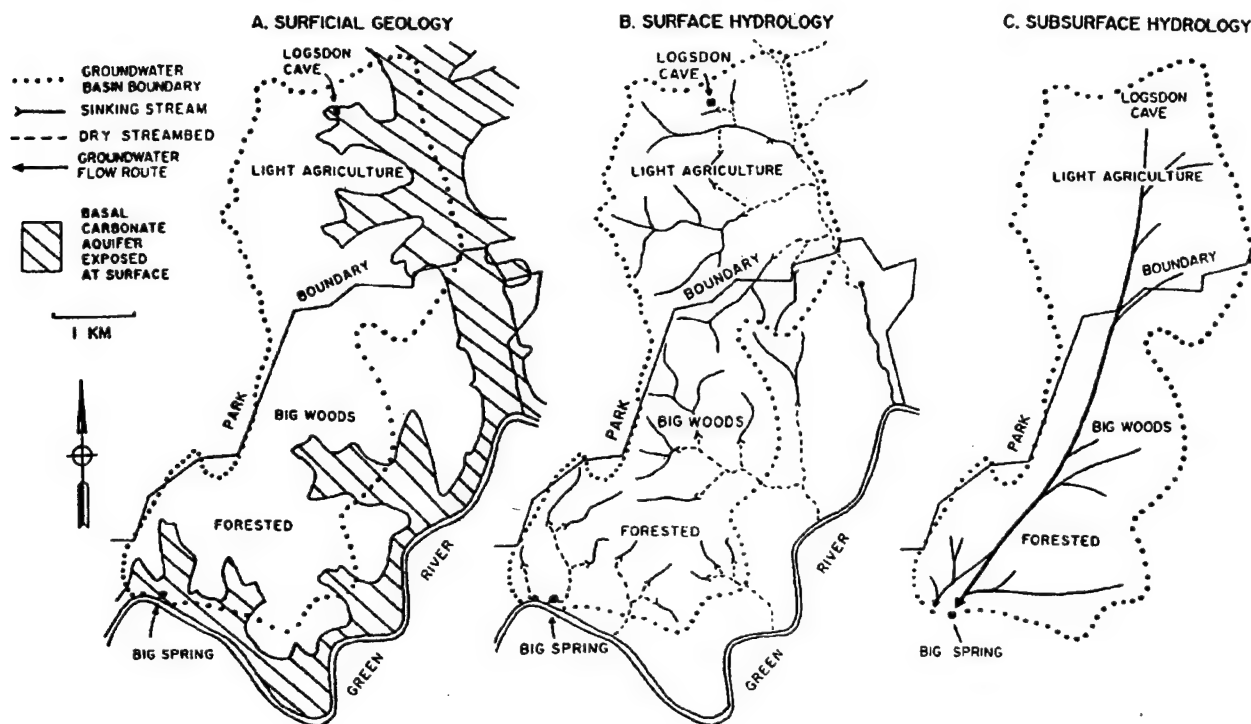 A. SURFICIAL GEOLOGY
B. SURFACE HYDROLOGY
C. SUBSURFACE HYDROLOGY
GROUNDWATER
BASIN BOUNDARY
SINKING STREAM
DRY STREAMBED
GROUNDWATER
FLOW ROUTE
BASAL
CARBONATE
AQUIFER
EXPOSED
AT SURFACE
1 KM
LOGSDON
CAVE
LIGHT AGRICULTURE
BOUNDARY
PARK
BIG WOODS
FORESTED
RIVER
GREEN
BIG SPRING
LOGSDON
CAVE
LIGHT AGRICULTURE
BOUNDARY
PARK
BIG WOODS
FORESTED
RIVER
GREEN
BIG SPRING
LOGSDON
CAVE
LIGHT AGRICULTURE
BOUNDARY
PARK
BIG WOODS
FORESTED
BIG SPRING